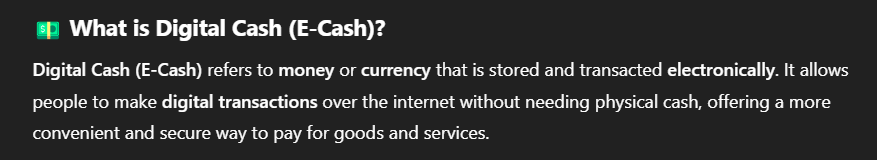 💵 What is Digital Cash (E-Cash)?
Digital Cash (E-Cash) refers to money or currency that is stored and transacted electronically. It allows
people to make digital transactions over the internet without needing physical cash, offering a more
convenient and secure way to pay for goods and services.